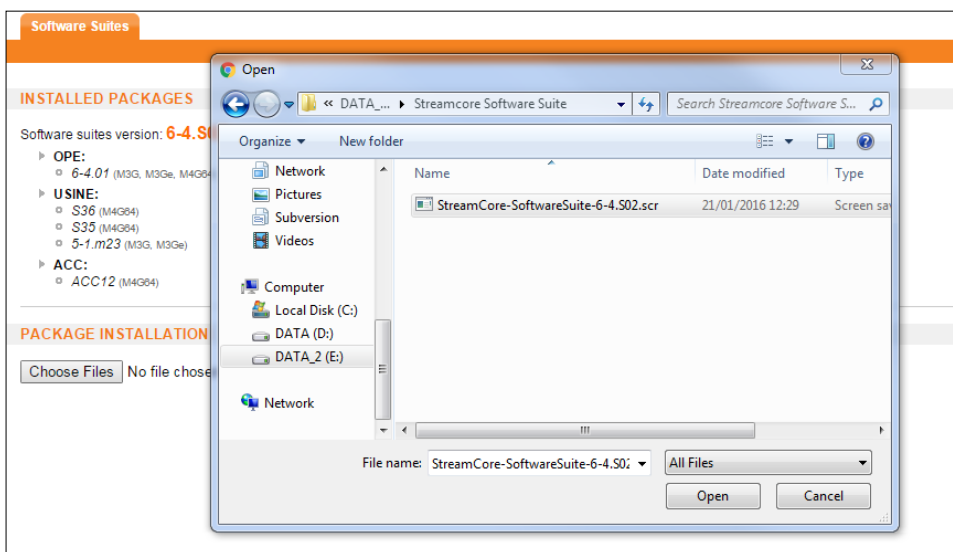 Software Suites
Open
INSTALLED PACKAGES
« DATA_... Streamcore Software Suite
Search Streamcore Software S...
Software suites version: 6-4.S0
Organize New folder
OPE:
6-4.01 (M3G, M3Ge, M4G64
USINE:
S36 (M4G64)
S35 (M4G64)
5-1.m23 (M3G, M3Ge)
ACC:
ACC12 (M4G64)
Network
Pictures
Subversion
Videos
Computer
Local Disk (C:)
DATA (D:)
DATA_2 (E:)
Network
Name Date modified Type
StreamCore-SoftwareSuite-6-4.S02.scr 21/01/2016 12:29 Screen sav
PACKAGE INSTALLATION
Choose Files No file chose
File name: StreamCore-SoftwareSuite-6-4.S02 All Files
Open Cancel